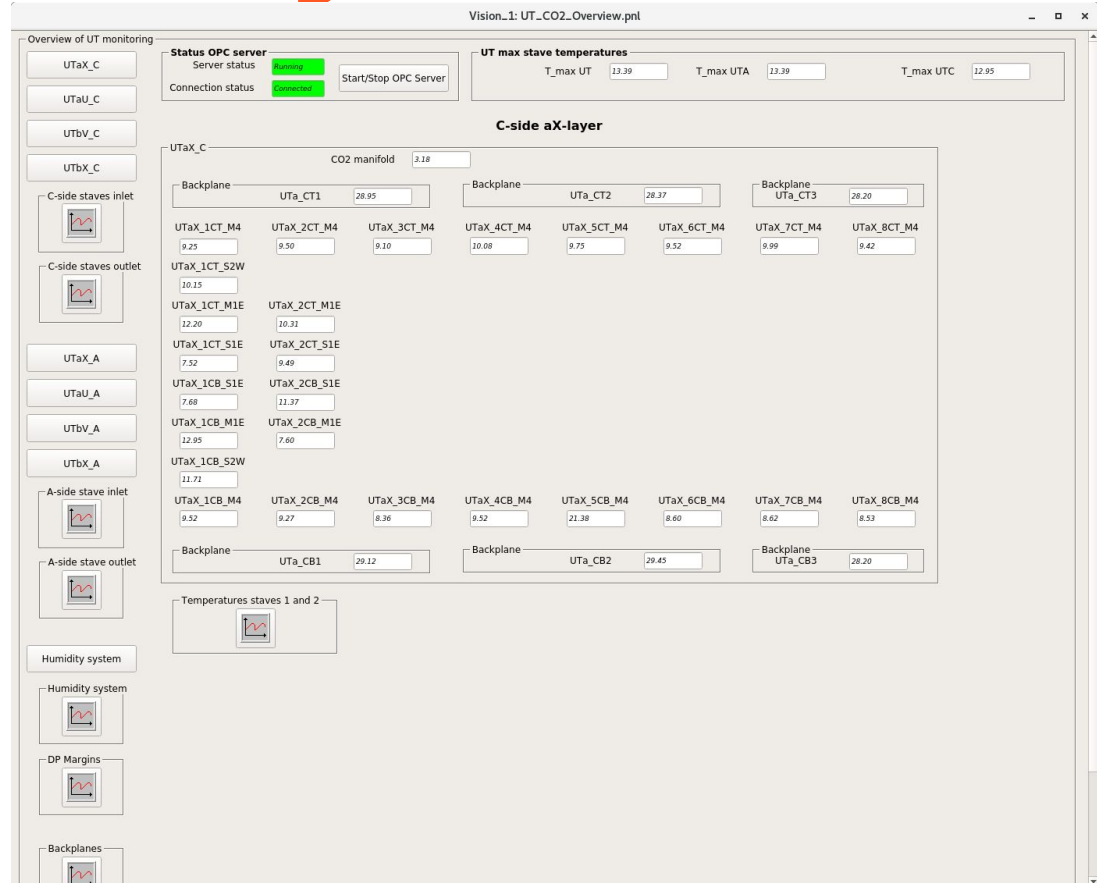 Vision_1: UT_CO2_Overview.pnl
Overview of UT monitoring
UTaX_C
UTaU_C
UTbV_C
UTbX_C
C-side staves inlet
C-side staves outlet
UTaX_A
UTaU_A
UTbV_A
UTbX_A
A-side stave inlet
A-side stave outlet
Humidity system
Humidity system
DP Margins
Backplanes
Status OPC server
Server status Running
Connection status Connected
Start/Stop OPC Server
UT max stave temperatures
T_max UT 13.39 T_max UTA 13.39 T_max UTC 12.95
C-side aX-layer
UTaX_C
CO2 manifold 3.18
Backplane Backplane Backplane
UTa_CT1 28.95 UTa_CT2 28.37 UTa_CT3 28.20
UTaX_1CT_M4 UTaX_2CT_M4 UTaX_3CT_M4 UTaX_4CT_M4 UTaX_5CT_M4 UTaX_6CT_M4 UTaX_7CT_M4 UTaX_8CT_M4
9.25 9.50 9.10 10.08 9.75 9.52 9.99 9.42
UTaX_1CT_S2W
10.15
UTaX_1CT_M1E UTaX_2CT_M1E
12.20 10.31
UTaX_1CT_S1E UTaX_2CT_S1E
7.52 9.49
UTaX_1CB_S1E UTaX_2CB_S1E
7.68 11.37
UTaX_1CB_M1E UTaX_2CB_M1E
12.95 7.60
UTaX_1CB_S2W
11.71
UTaX_1CB_M4 UTaX_2CB_M4 UTaX_3CB_M4 UTaX_4CB_M4 UTaX_5CB_M4 UTaX_6CB_M4 UTaX_7CB_M4 UTaX_8CB_M4
9.52 9.27 8.36 9.52 21.38 8.60 8.62 8.53
Backplane Backplane Backplane
UTa_CB1 29.12 UTa_CB2 29.45 UTa_CB3 28.20
Temperatures staves 1 and 2